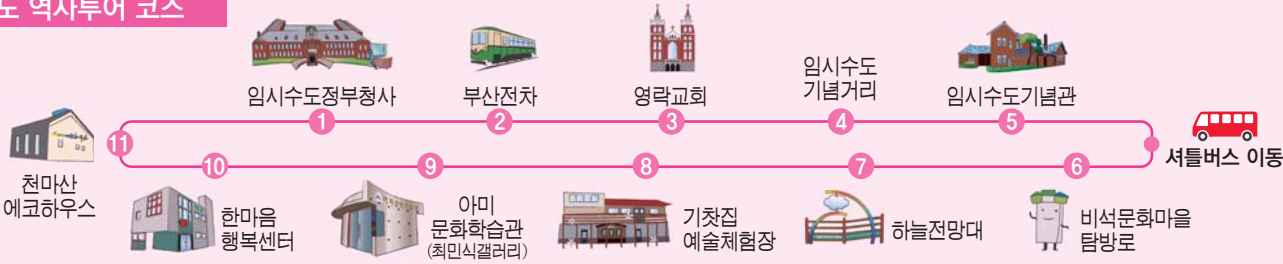 도 역사투어 코스
임시수도정부청사
부산전차
영락교회
임시수도
기념거리
임시수도기념관
1
2
3
4
5
셔틀버스 이동
11
10
9
8
7
6
천마산
에코하우스
한마음
행복센터
아미
문화학습관
(최민식갤러리)
기찻집
예술체험장
하늘전망대
비석문화마을
탐방로